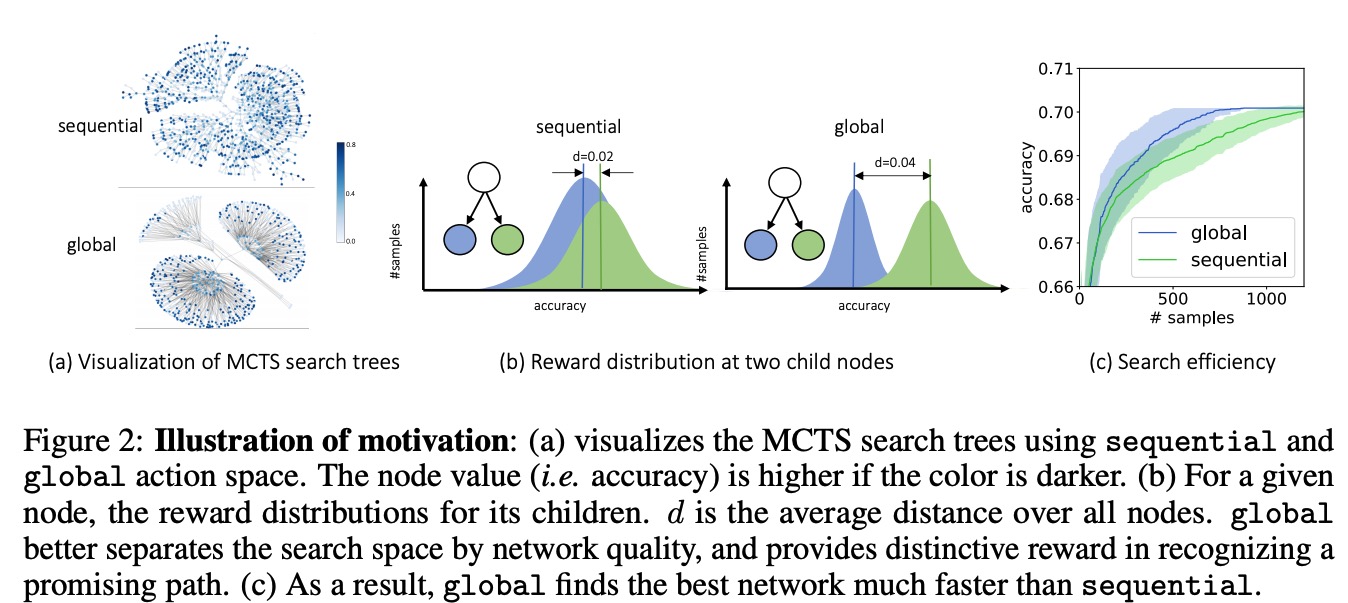 sequential
global
0.8
0.4
0.0
(a) Visualization of MCTS search trees
sequential
d=0.02
#samples
accuracy
global
d=0.04
#samples
accuracy
(b) Reward distribution at two child nodes
0.71
0.70
0.69
0.68
0.67
0.66
accuracy
global
sequential
0
500
1000
# samples
(c) Search efficiency
Figure 2: Illustration of motivation: (a) visualizes the MCTS search trees using sequential and
global action space. The node value (i.e. accuracy) is higher if the color is darker. (b) For a given
node, the reward distributions for its children. d is the average distance over all nodes. global
better separates the search space by network quality, and provides distinctive reward in recognizing a
promising path. (c) As a result, global finds the best network much faster than sequential.